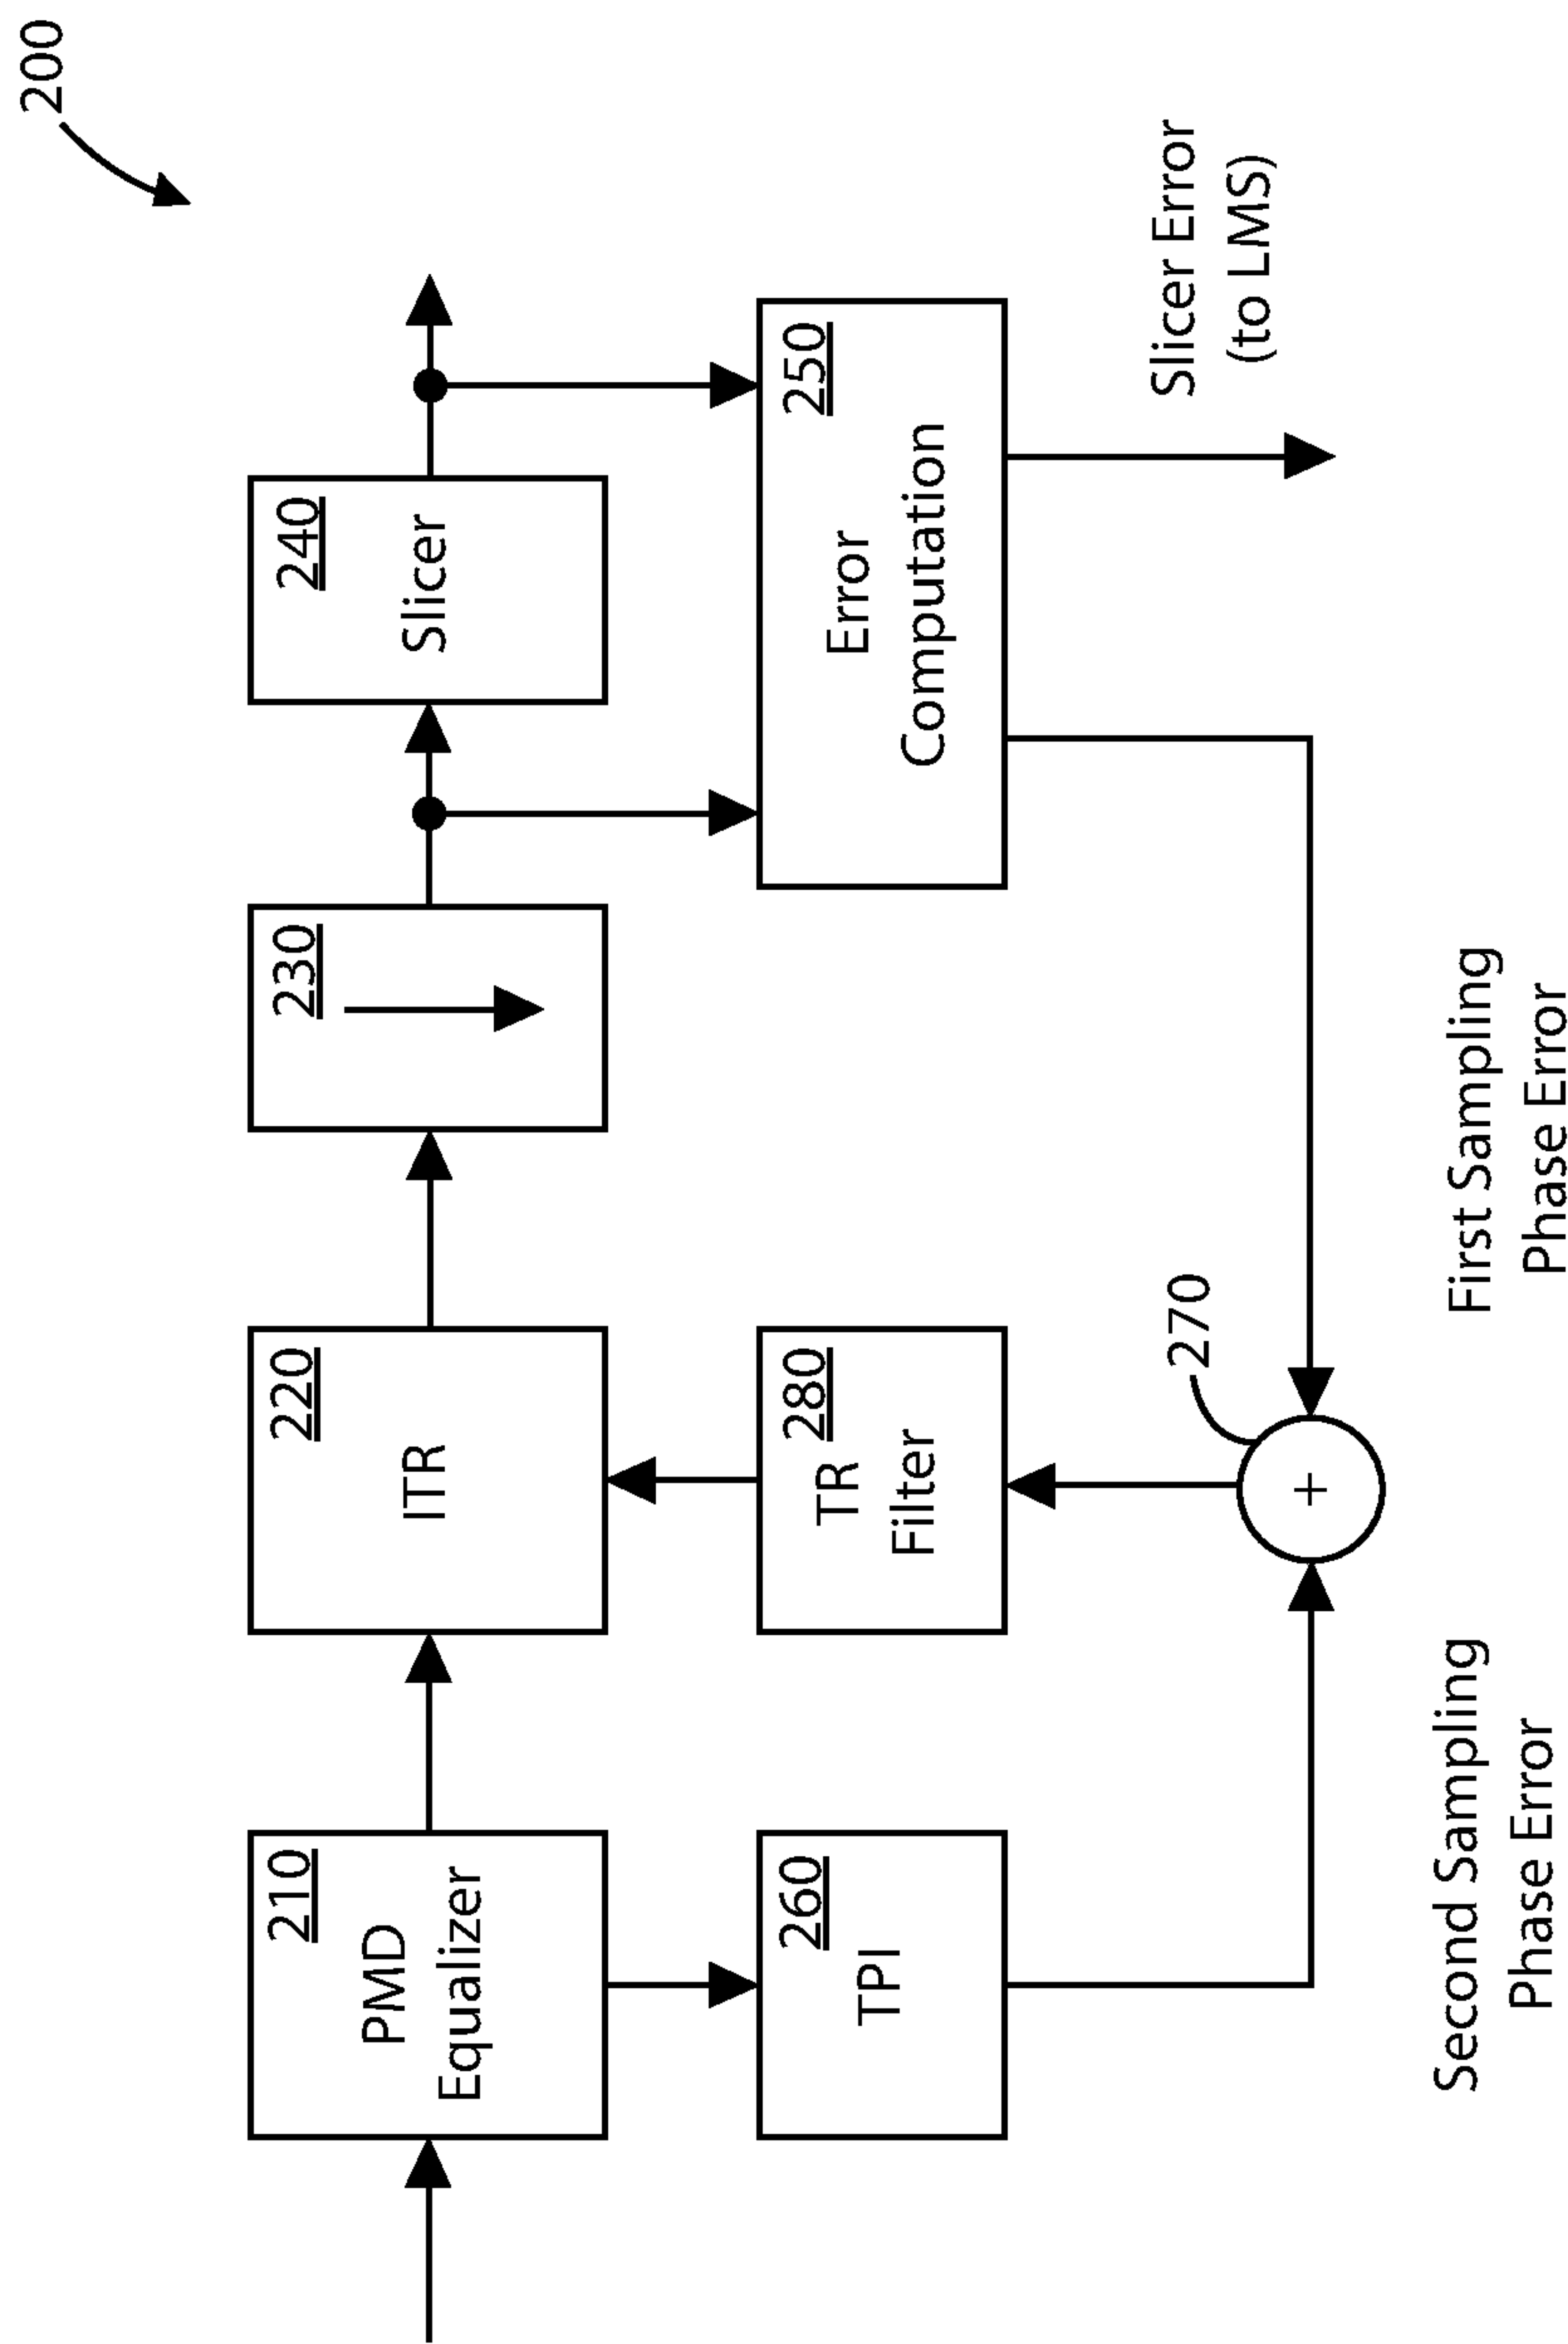 200
210
PMD
Equalizer
220
ITR
230
240
Slicer
260
TPI
280
TR
Filter
250
Error
Computation
270
+
Slicer Error
(to LMS)
Second Sampling
Phase Error
First Sampling
Phase Error